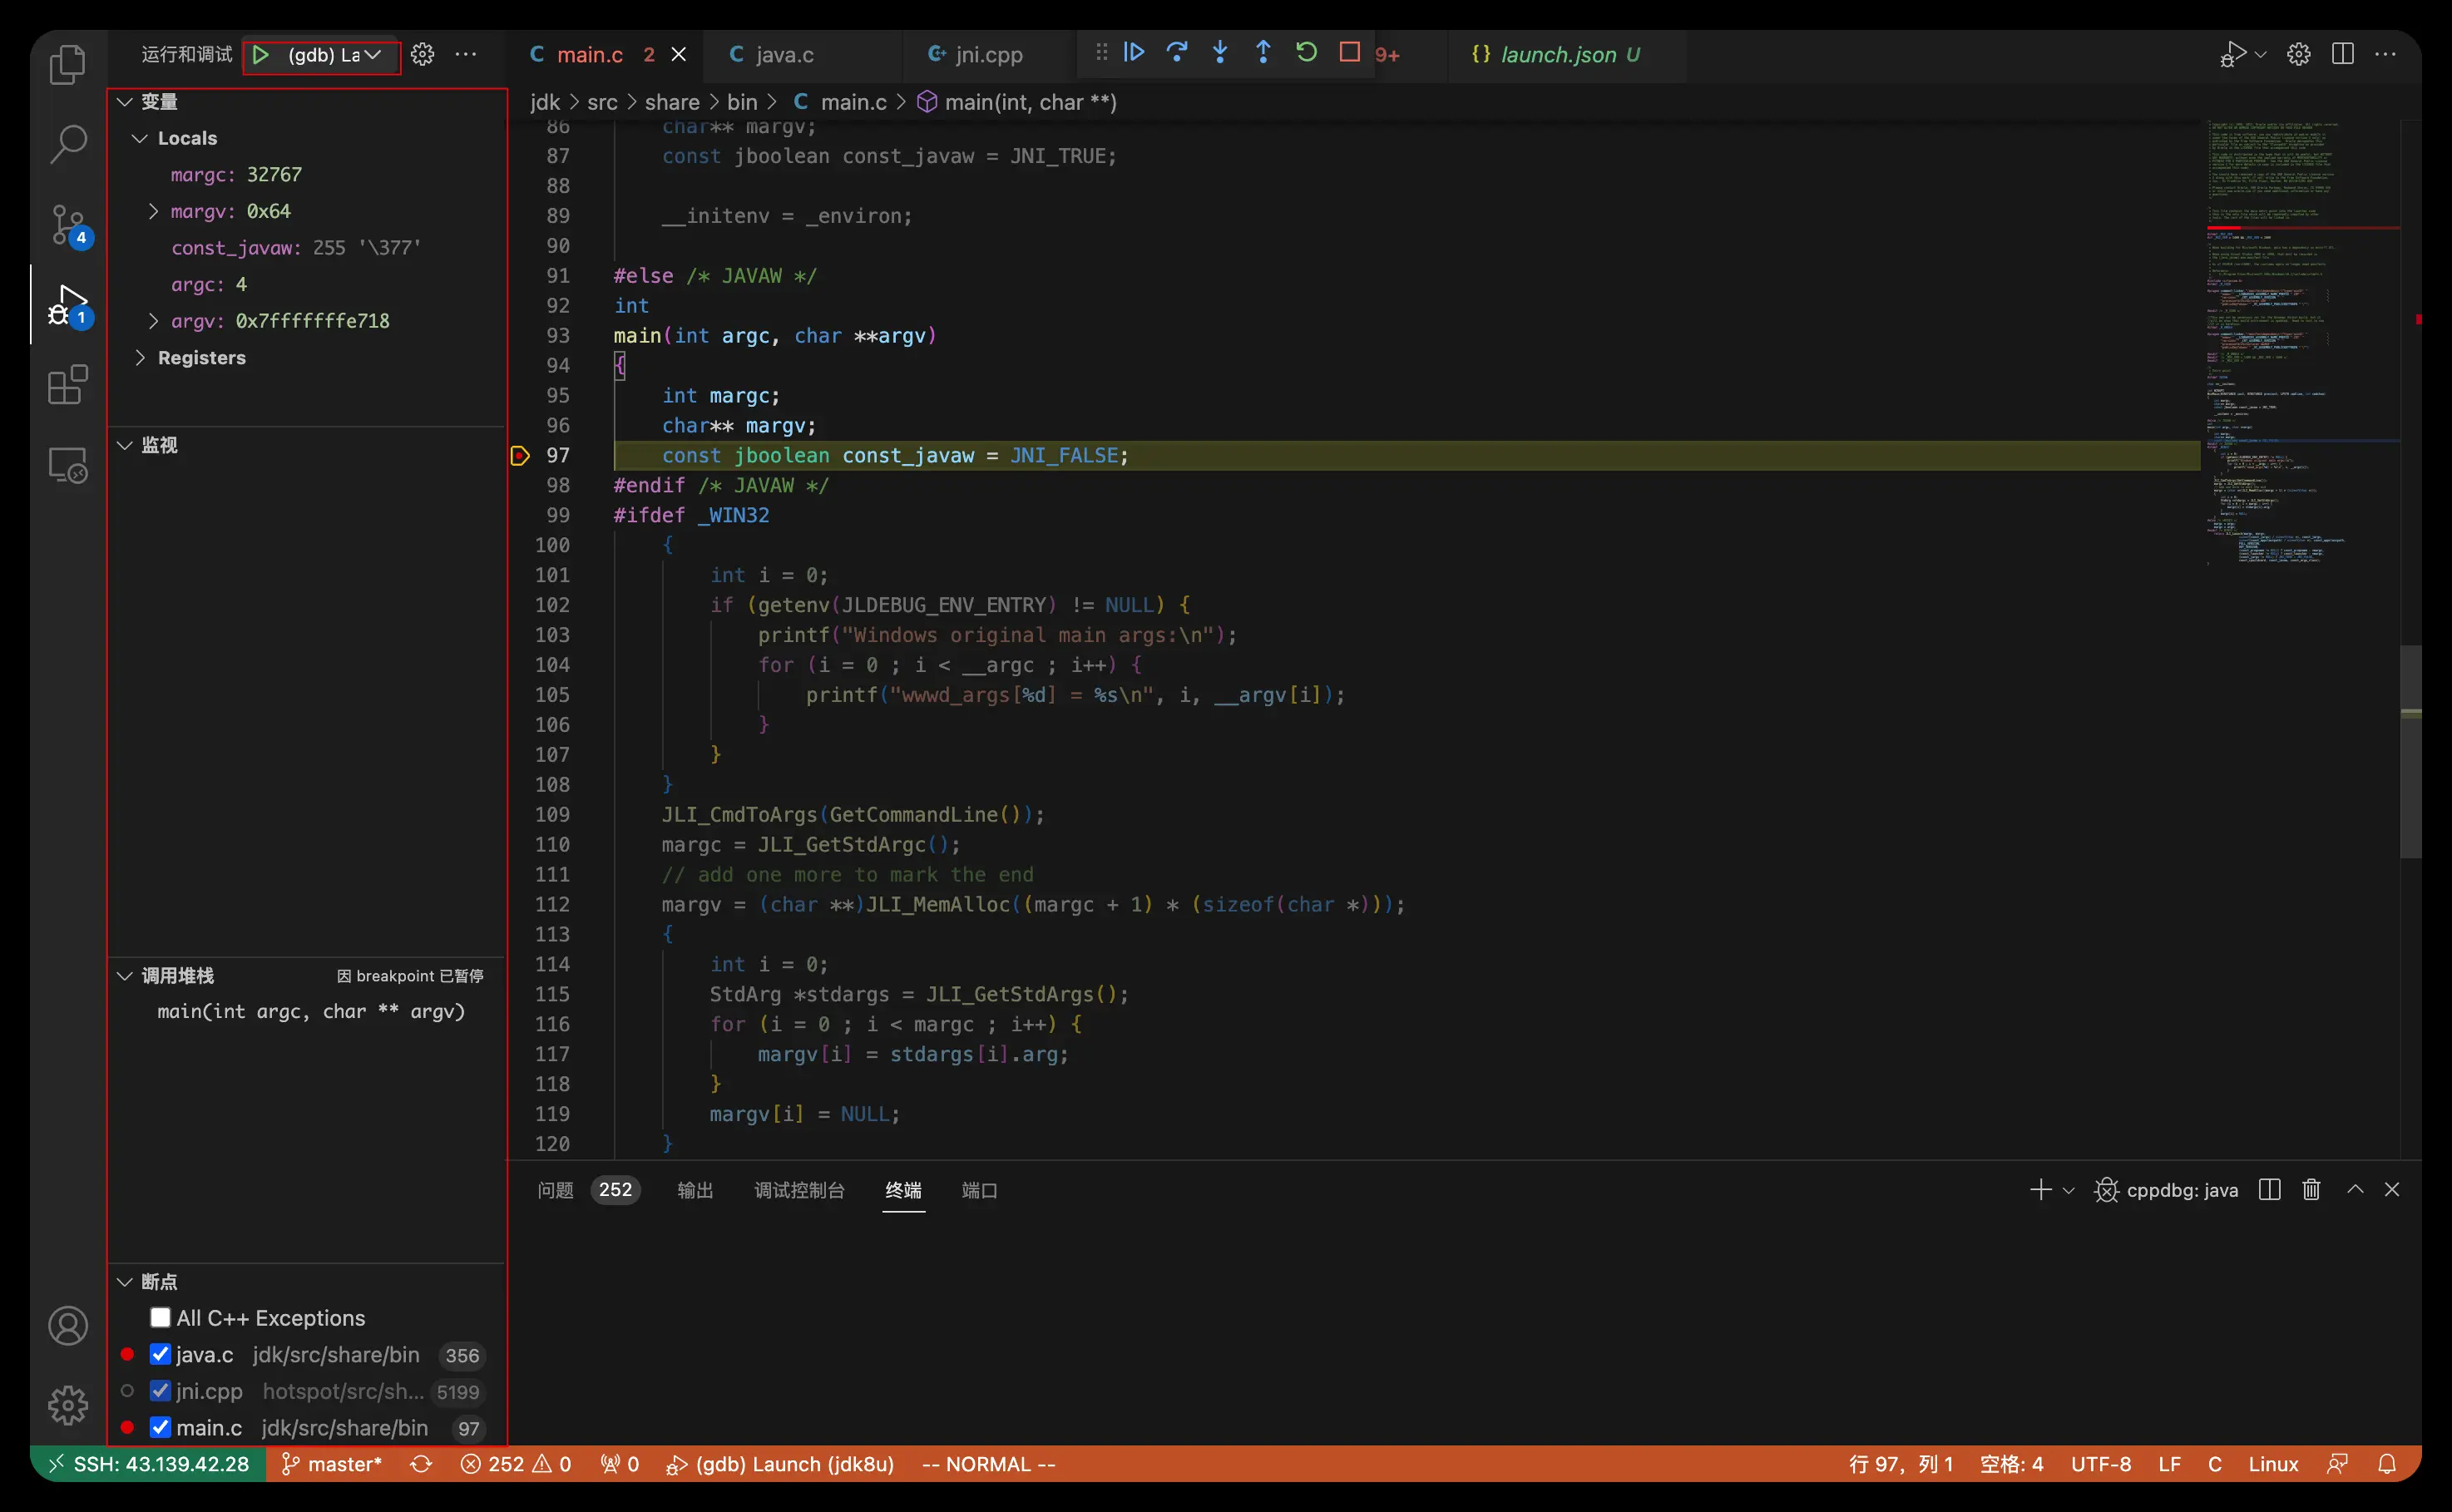 运行和调试 (gdb) La
main.c 2
java.c
jni.cpp
9+
launch.json U
变量
Locals
margc: 32767
margv: 0x64
const_javaw: 255 '\377'
argc: 4
argv: 0x7fffffffe718
Registers
监视
调用堆栈 因 breakpoint 已暂停
main(int argc, char ** argv)
断点
All C++ Exceptions
java.c jdk/src/share/bin 356
jni.cpp hotspot/src/sh... 5199
main.c jdk/src/share/bin 97
4
1
jdk > src > share > bin > C main.c > main(int, char **)
86 char** margv;
87 const jboolean const_javaw = JNI_TRUE;
88
89 __initenv = _environ;
90
91 #else /* JAVAW */
92 int
93 main(int argc, char **argv)
94 {
95 int margc;
96 char** margv;
97 const jboolean const_javaw = JNI_FALSE;
98 #endif /* JAVAW */
99 #ifdef _WIN32
100 {
101 int i = 0;
102 if (getenv(JLDEBUG_ENV_ENTRY) != NULL) {
103 printf("Windows original main args:\n");
104 for (i = 0 ; i < __argc ; i++) {
105 printf("wwwd_args[%d] = %s\n", i, __argv[i]);
106 }
107 }
108 }
109 JLI_CmdToArgs(GetCommandLine());
110 margc = JLI_GetStdArgc();
111 // add one more to mark the end
112 margv = (char **)JLI_MemAlloc((margc + 1) * (sizeof(char *)));
113 {
114 int i = 0;
115 StdArg *stdargs = JLI_GetStdArgs();
116 for (i = 0 ; i < margc ; i++) {
117 margv[i] = stdargs[i].arg;
118 }
119 margv[i] = NULL;
120 }
问题 252 输出 调试控制台 终端 端口
cppdbg: java
SSH: 43.139.42.28 master* 252 0 0 (gdb) Launch (jdk8u) -- NORMAL --
行 97，列 1 空格: 4 UTF-8 LF C Linux